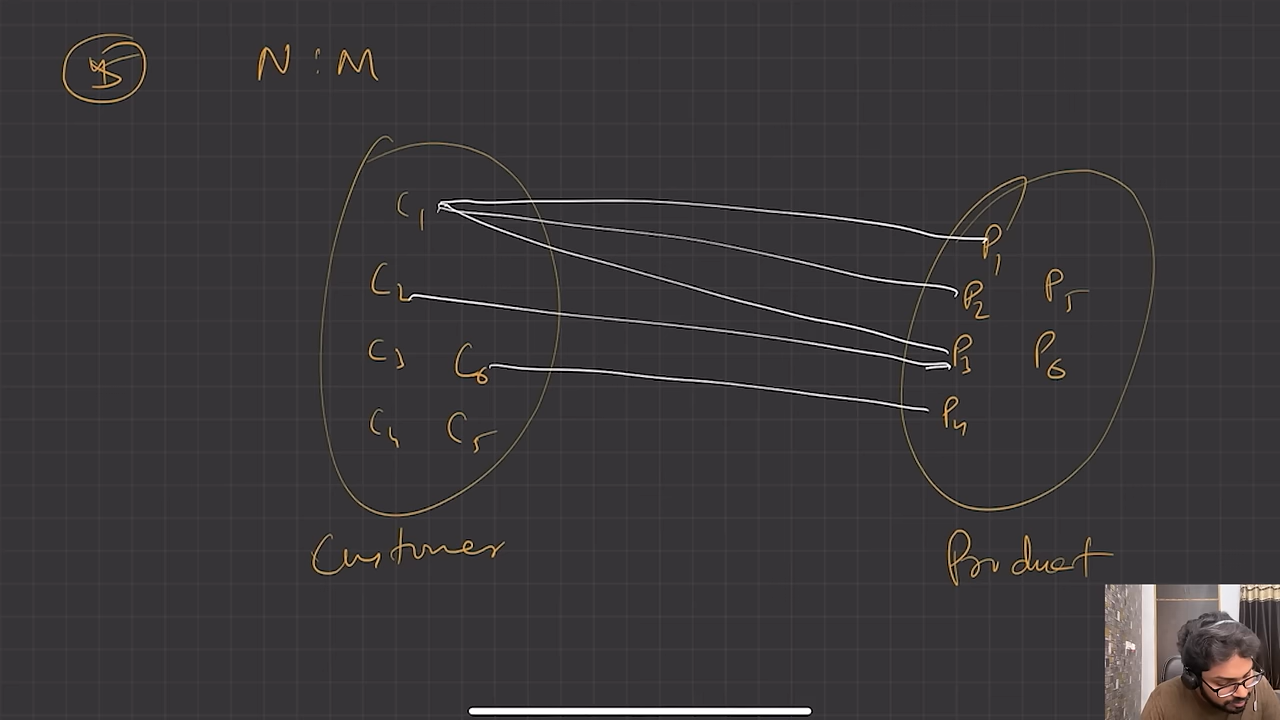 5 N : M
C1
C2
C3 C6
C4 C5
P1
P2 P5
P3 P6
P4
Customer
Product